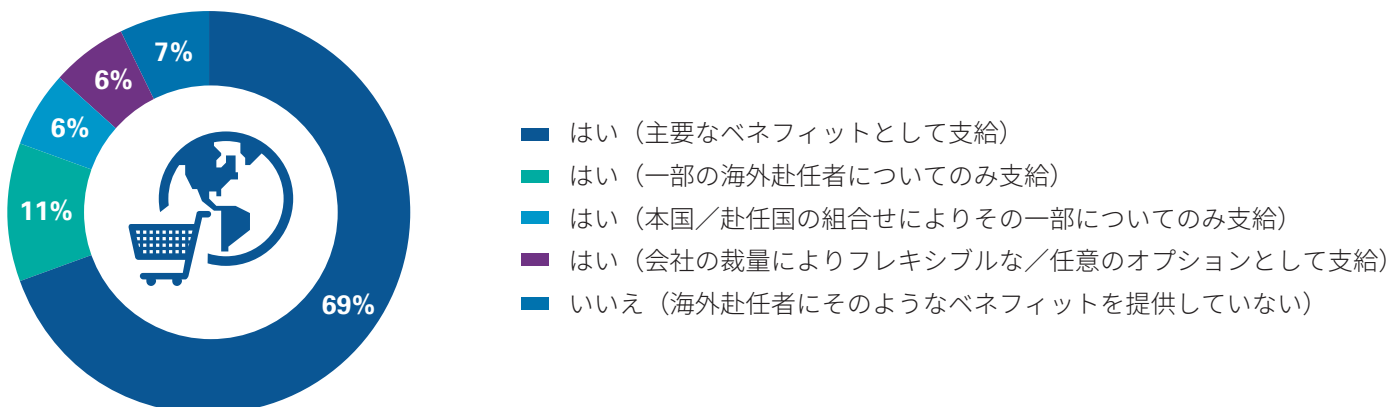 7%
6%
6%
11%
69%
はい（主要なベネフィットとして支給）
はい（一部の海外赴任者についてのみ支給）
はい（本国／赴任国の組合せによりその一部についてのみ支給）
はい（会社の裁量によりフレキシブルな／任意のオプションとして支給）
いいえ（海外赴任者にそのようなベネフィットを提供していない）